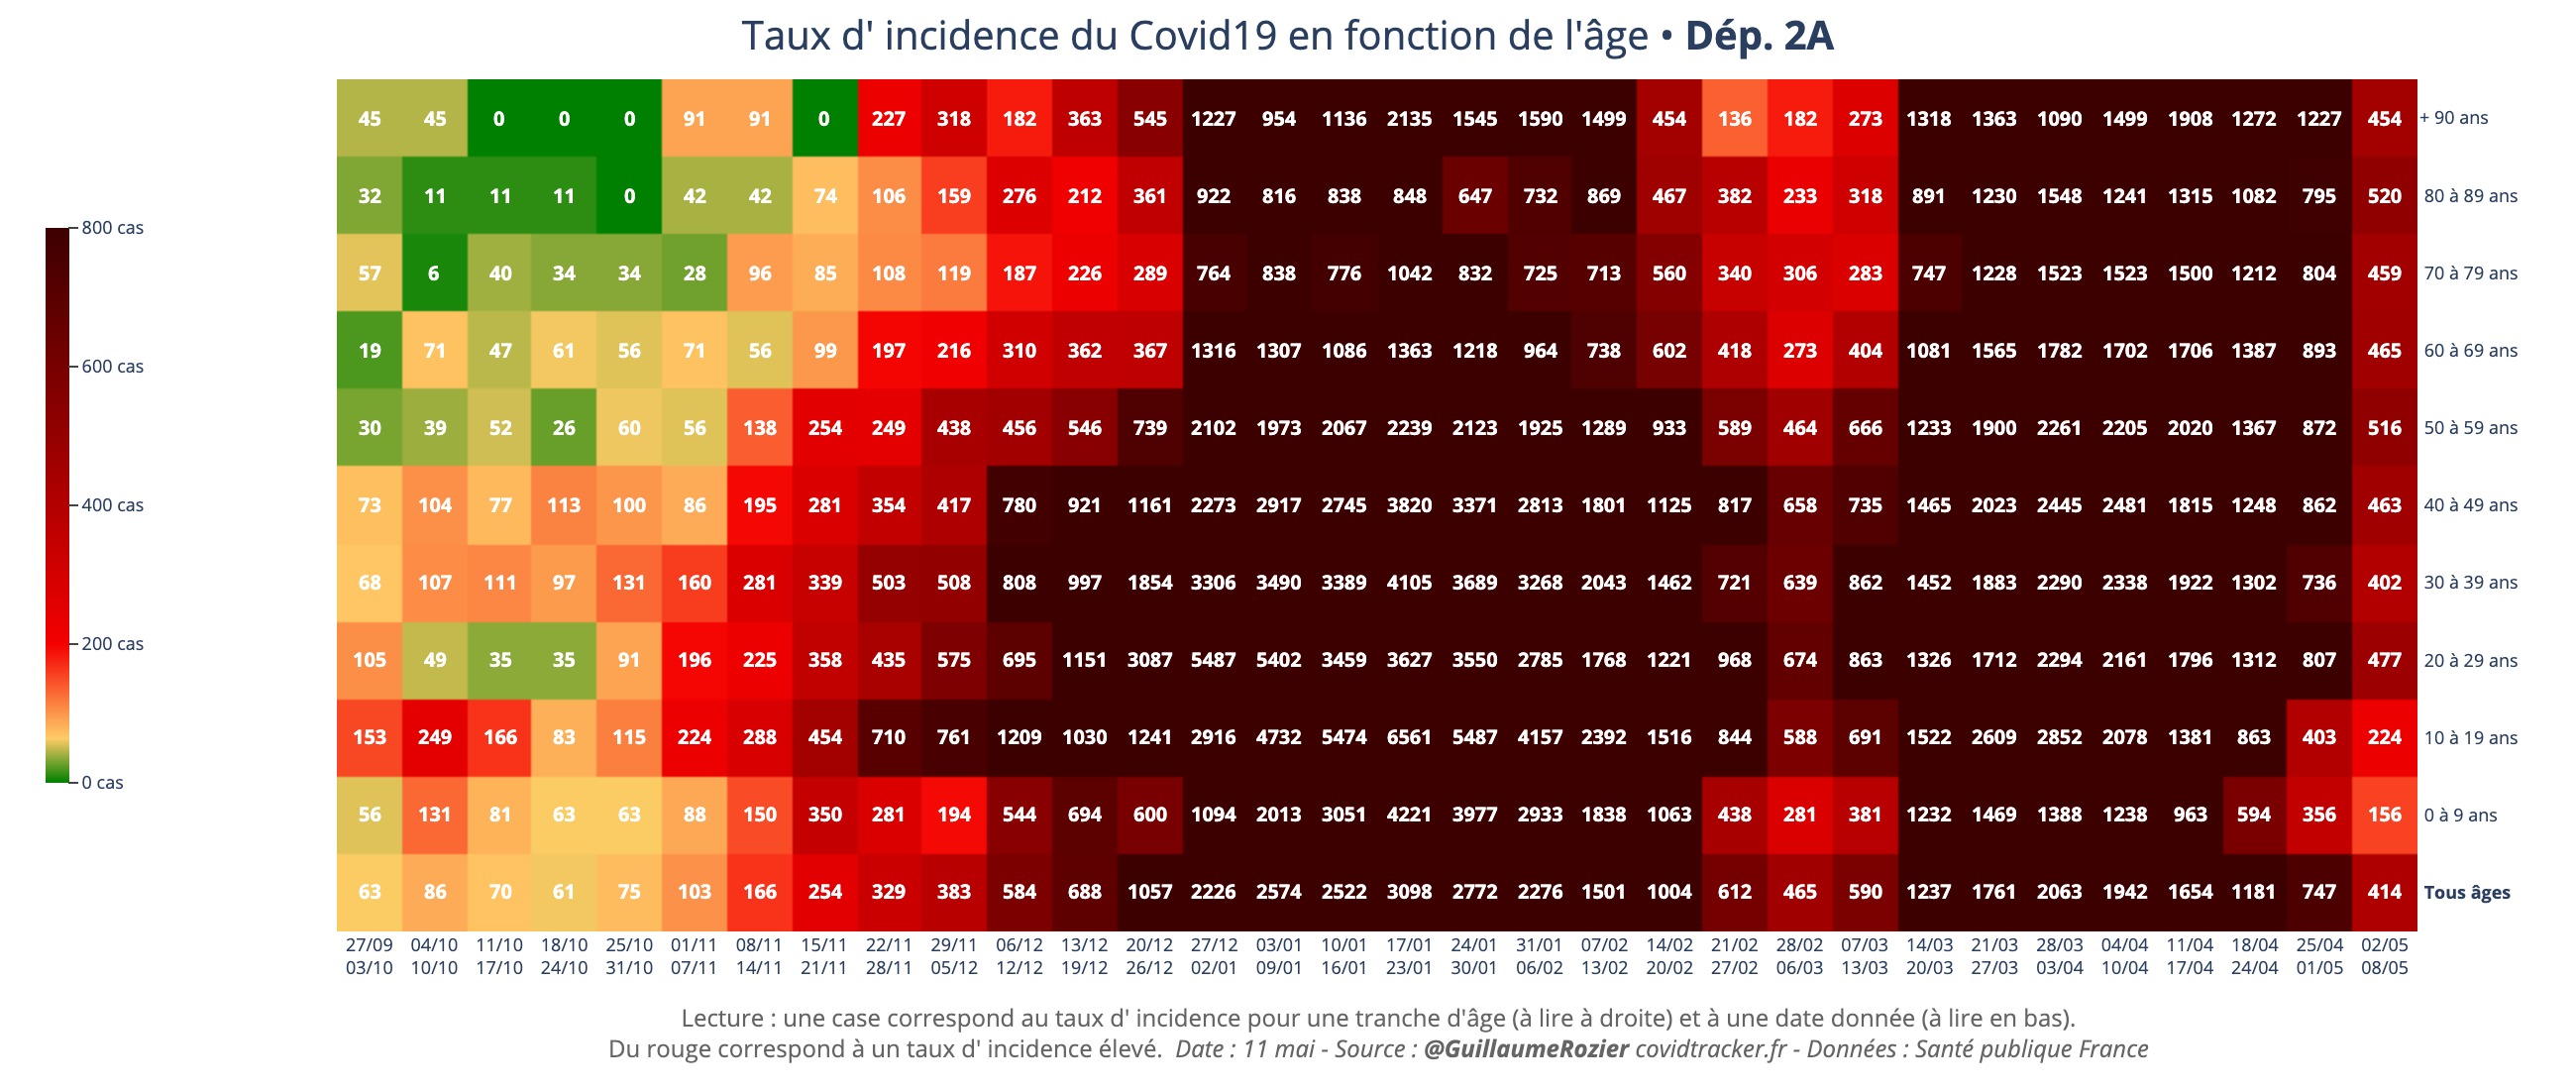 Taux d' incidence du Covid19 en fonction de l'âge • Dép. 2A
45 45 0 0 0 91 91 0 227 318 182 363 545 1227 954 1136 2135 1545 1590 1499 454 136 182 273 1318 1363 1090 1499 1908 1272 1227 454 + 90 ans
32 11 11 11 0 42 42 74 106 159 276 212 361 922 816 838 848 647 732 869 467 382 233 318 891 1230 1548 1241 1315 1082 795 520 80 à 89 ans
800 cas
57 6 40 34 34 28 96 85 108 119 187 226 289 764 838 776 1042 832 725 713 560 340 306 283 747 1228 1523 1523 1500 1212 804 459 70 à 79 ans
19 71 47 61 56 71 56 99 197 216 310 362 367 1316 1307 1086 1363 1218 964 738 602 418 273 404 1081 1565 1782 1702 1706 1387 893 465 60 à 69 ans
600 cas
30 39 52 26 60 56 138 254 249 438 456 546 739 2102 1973 2067 2239 2123 1925 1289 933 589 464 666 1233 1900 2261 2205 2020 1367 872 516 50 à 59 ans
400 cas
73 104 77 113 100 86 195 281 354 417 780 921 1161 2273 2917 2745 3820 3371 2813 1801 1125 817 658 735 1465 2023 2445 2481 1815 1248 862 463 40 à 49 ans
68 107 111 97 131 160 281 339 503 508 808 997 1854 3306 3490 3389 4105 3689 3268 2043 1462 721 639 862 1452 1883 2290 2338 1922 1302 736 402 30 à 39 ans
200 cas
105 49 35 35 91 196 225 358 435 575 695 1151 3087 5487 5402 3459 3627 3550 2785 1768 1221 968 674 863 1326 1712 2294 2161 1796 1312 807 477 20 à 29 ans
153 249 166 83 115 224 288 454 710 761 1209 1030 1241 2916 4732 5474 6561 5487 4157 2392 1516 844 588 691 1522 2609 2852 2078 1381 863 403 224 10 à 19 ans
0 cas
56 131 81 63 63 88 150 350 281 194 544 694 600 1094 2013 3051 4221 3977 2933 1838 1063 438 281 381 1232 1469 1388 1238 963 594 356 156 0 à 9 ans
63 86 70 61 75 103 166 254 329 383 584 688 1057 2226 2574 2522 3098 2772 2276 1501 1004 612 465 590 1237 1761 2063 1942 1654 1181 747 414 Tous âges
27/09 04/10 11/10 18/10 25/10 01/11 08/11 15/11 22/11 29/11 06/12 13/12 20/12 27/12 03/01 10/01 17/01 24/01 31/01 07/02 14/02 21/02 28/02 07/03 14/03 21/03 28/03 04/04 11/04 18/04 25/04 02/05
03/10 10/10 17/10 24/10 31/10 07/11 14/11 21/11 28/11 05/12 12/12 19/12 26/12 02/01 09/01 16/01 23/01 30/01 06/02 13/02 20/02 27/02 06/03 13/03 20/03 27/03 03/04 10/04 17/04 24/04 01/05 08/05
Lecture : une case correspond au taux d' incidence pour une tranche d'âge (à lire à droite) et à une date donnée (à lire en bas).
Du rouge correspond à un taux d' incidence élevé. Date : 11 mai - Source : @GuillaumeRozier covidtracker.fr - Données : Santé publique France